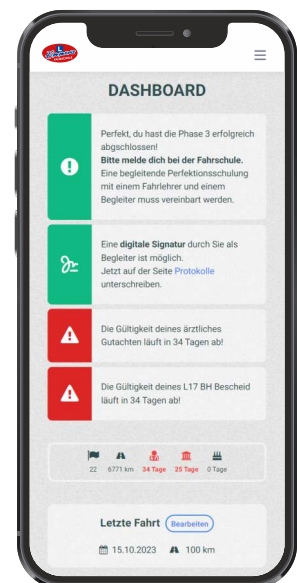 DASHBOARD
Perfekt, du hast die Phase 3 erfolgreich
abgschlossen!
Bitte melde dich bei der Fahrschule.
Eine begleitende Perfektionsschulung
mit einem Fahrlehrer und einem
Begleiter muss vereinbart werden.
Eine digitale Signatur durch Sie als
Begleiter ist möglich.
Jetzt auf der Seite Protokolle
unterschreiben.
Die Gültigkeit deines ärztliches
Gutachten läuft in 34 Tagen ab!
Die Gültigkeit deines L17 BH Bescheid
läuft in 34 Tagen ab!
22 6771 km 34 Tage 25 Tage 0 Tage
Letzte Fahrt Bearbeiten
15.10.2023 100 km